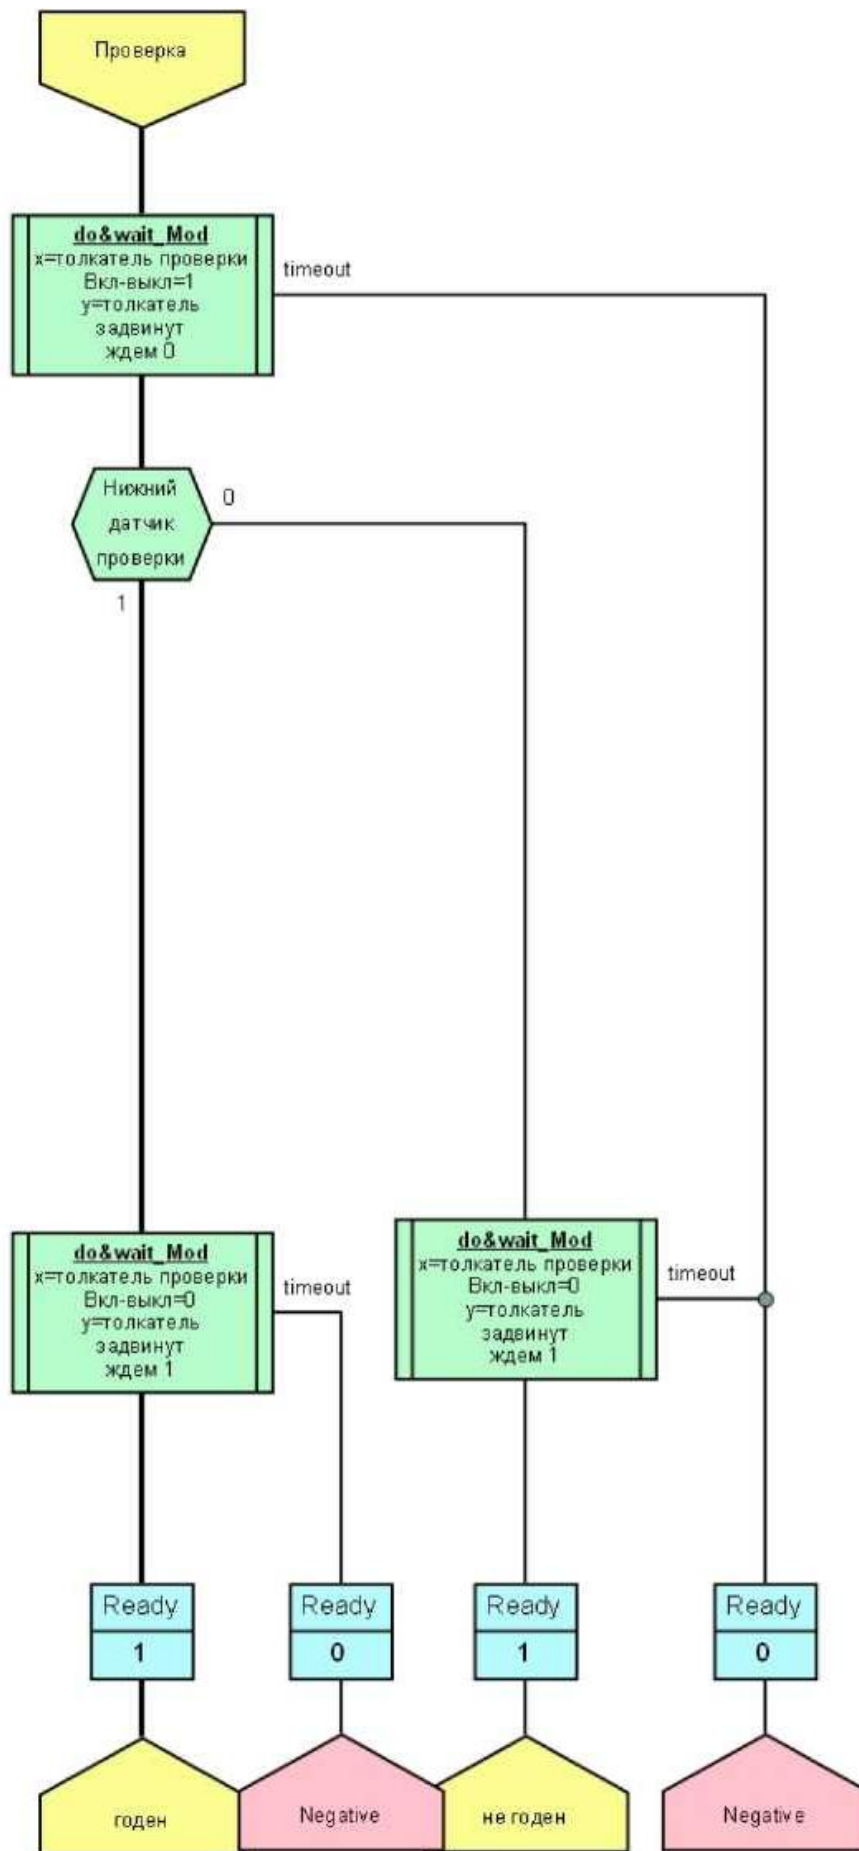 Проверка
do&wait_Mod
x=толкатель проверки
Вкл-выкл=1
y=толкатель
задвинут
ждем 0
timeout
Нижний
датчик
проверки
0
1
do&wait_Mod
x=толкатель проверки
Вкл-выкл=0
y=толкатель
задвинут
ждем 1
timeout
do&wait_Mod
x=толкатель проверки
Вкл-выкл=0
y=толкатель
задвинут
ждем 1
timeout
Ready
1
Ready
0
Ready
1
Ready
0
годен
Negative
не годен
Negative